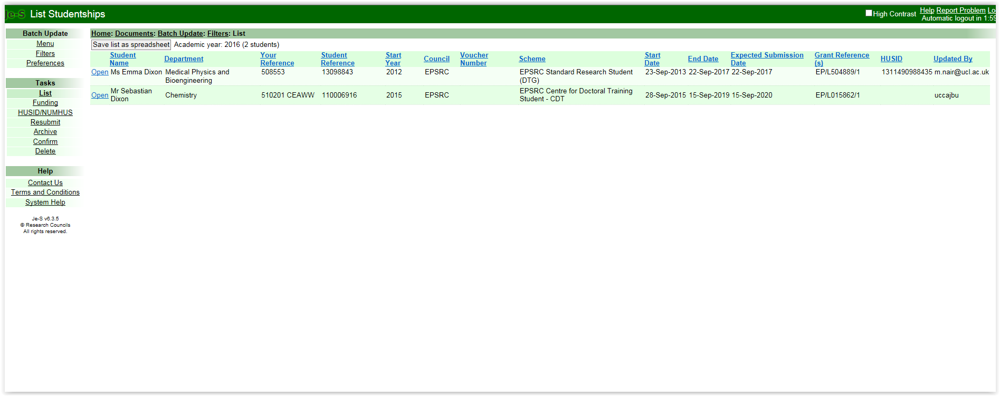 Je-S List Studentships
High Contrast Help Report Problem Lo
Automatic logout in 1:59
Batch Update
Menu
Filters
Preferences
Tasks
List
Funding
HUSID/NUMHUS
Resubmit
Archive
Confirm
Delete
Help
Contact Us
Terms and Conditions
System Help
Je-S v6.3.5
© Research Councils
All rights reserved.
Home: Documents: Batch Update: Filters: List
Save list as spreadsheet Academic year: 2016 (2 students)
Student Name Department Your Reference Student Reference Start Year Council Voucher Number Scheme Start Date End Date Expected Submission Date Grant Reference (s) HUSID Updated By
Open Ms Emma Dixon Medical Physics and Bioengineering 508553 13098843 2012 EPSRC EPSRC Standard Research Student (DTG) 23-Sep-2013 22-Sep-2017 22-Sep-2017 EP/L504889/1 1311490988435 m.nair@ucl.ac.uk
Open Mr Sebastian Dixon Chemistry 510201 CEAWW 110006916 2015 EPSRC EPSRC Centre for Doctoral Training Student - CDT 28-Sep-2015 15-Sep-2019 15-Sep-2020 EP/L015862/1 uccajbu